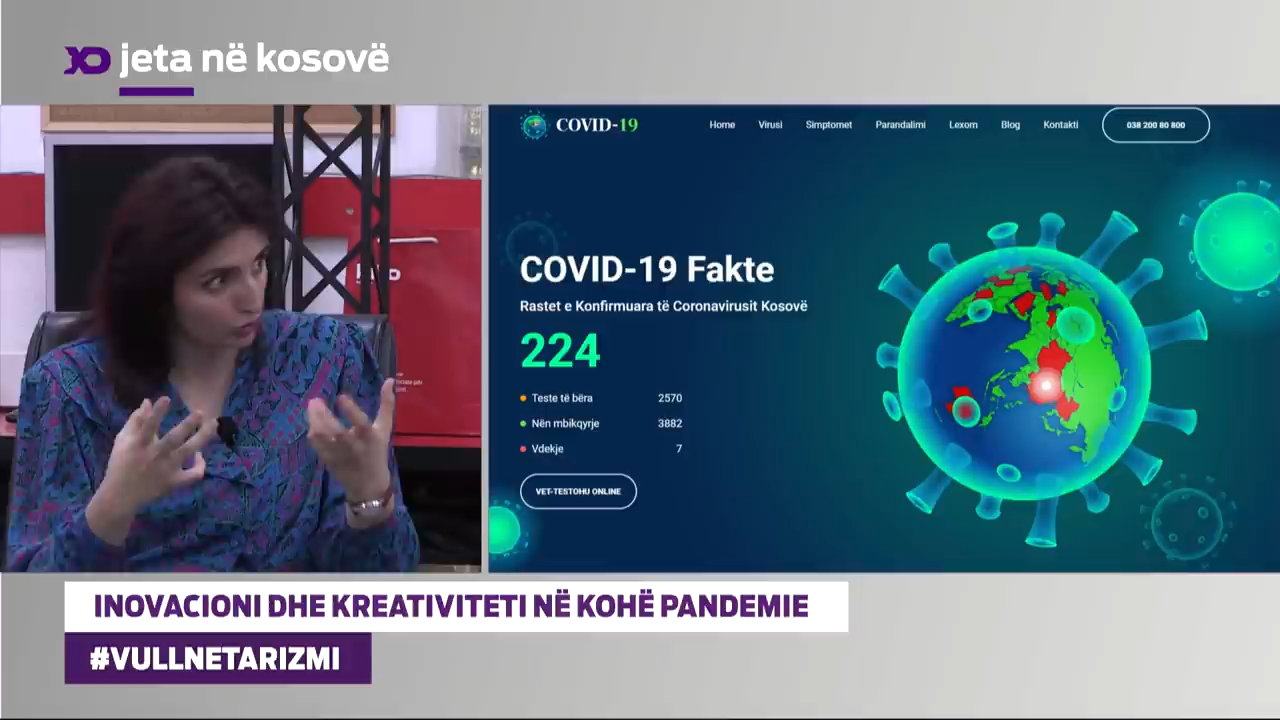 jeta në kosovë
COVID-19
Home Virusi Simptomet Parandalimi Lexom Blog Kontakti 038 200 80 800
COVID-19 Fakte
Rastet e Konfirmuara të Coronavirusit Kosovë
224
Teste të bëra 2570
Nën mbikqyrje 3882
Vdekje 7
VET-TESTOHU ONLINE
INOVACIONI DHE KREATIVITETI NË KOHË PANDEMIE
#VULLNETARIZMI